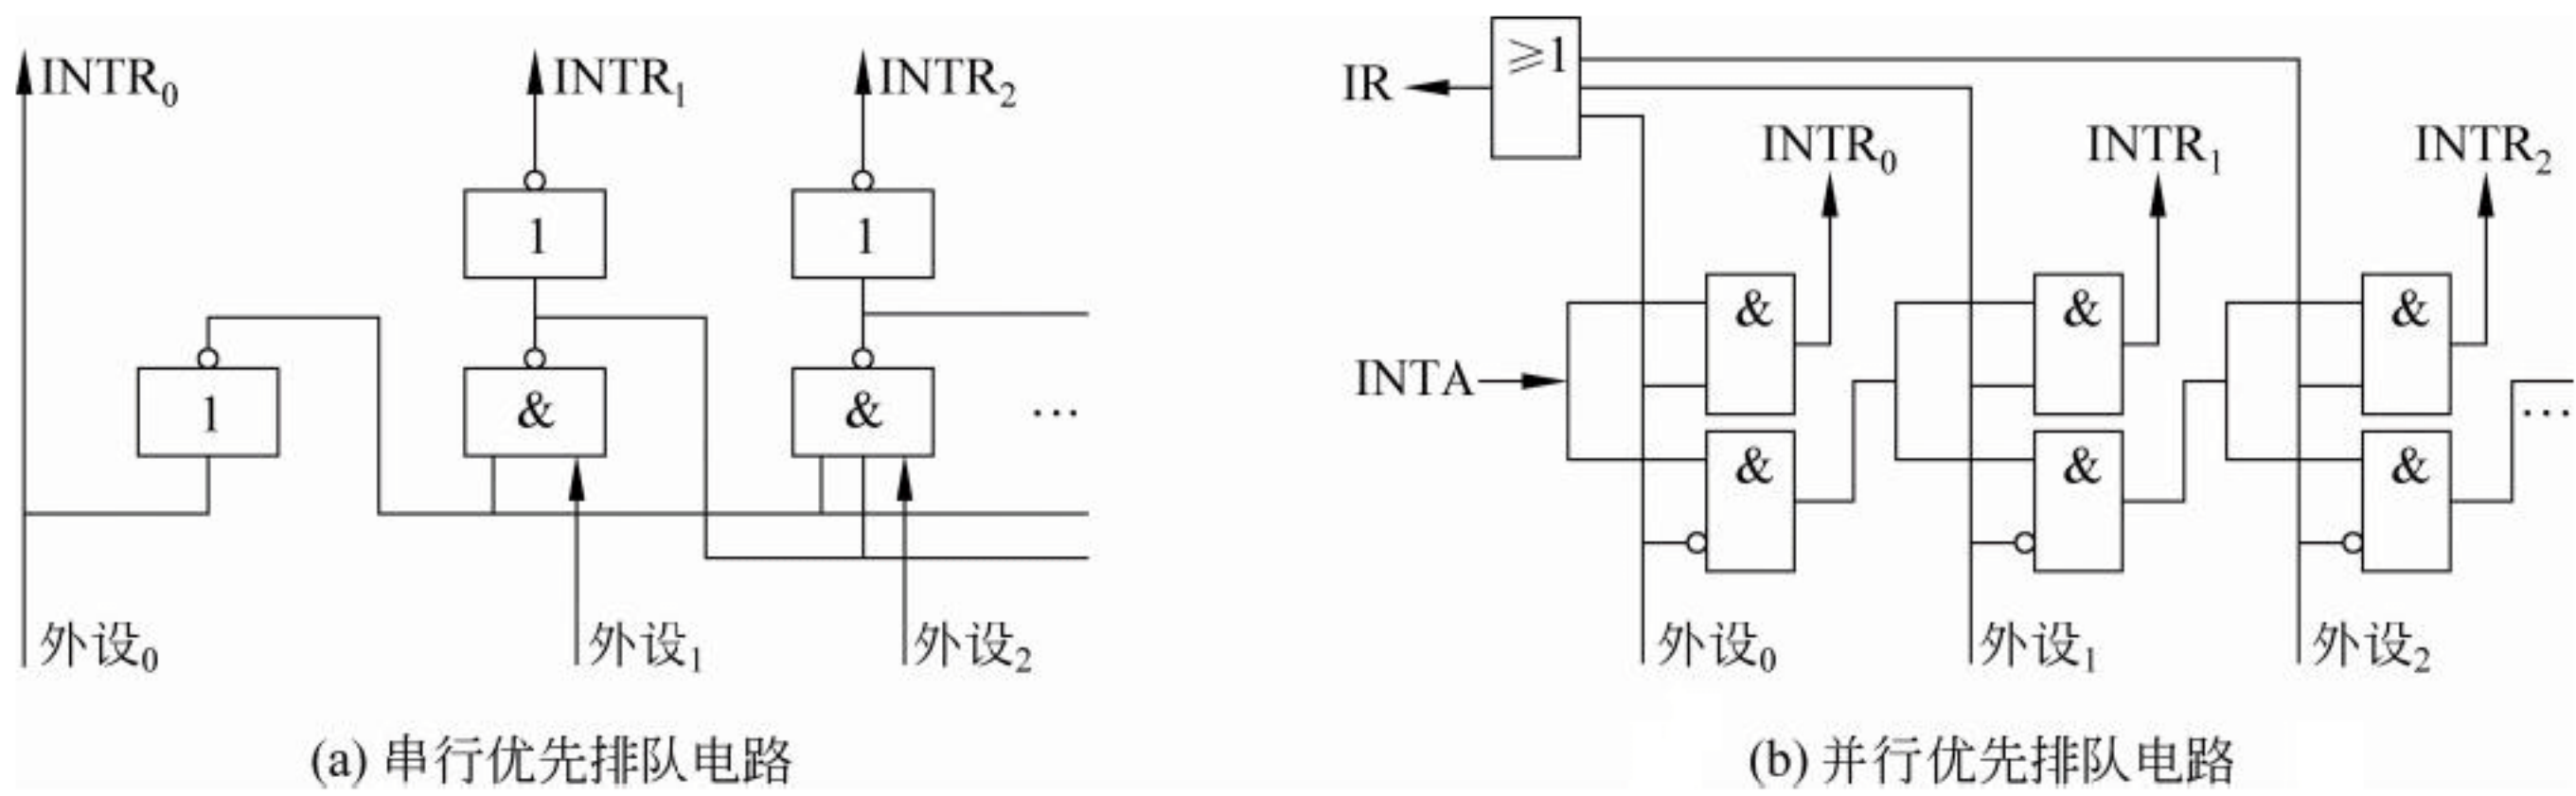 INTR₀
INTR₁
INTR₂
1
1
1
&
&
…
外设₀
外设₁
外设₂
(a) 串行优先排队电路
≥1
IR
INTR₀
INTR₁
INTR₂
&
&
&
INTA
&
&
&
…
外设₀
外设₁
外设₂
(b) 并行优先排队电路